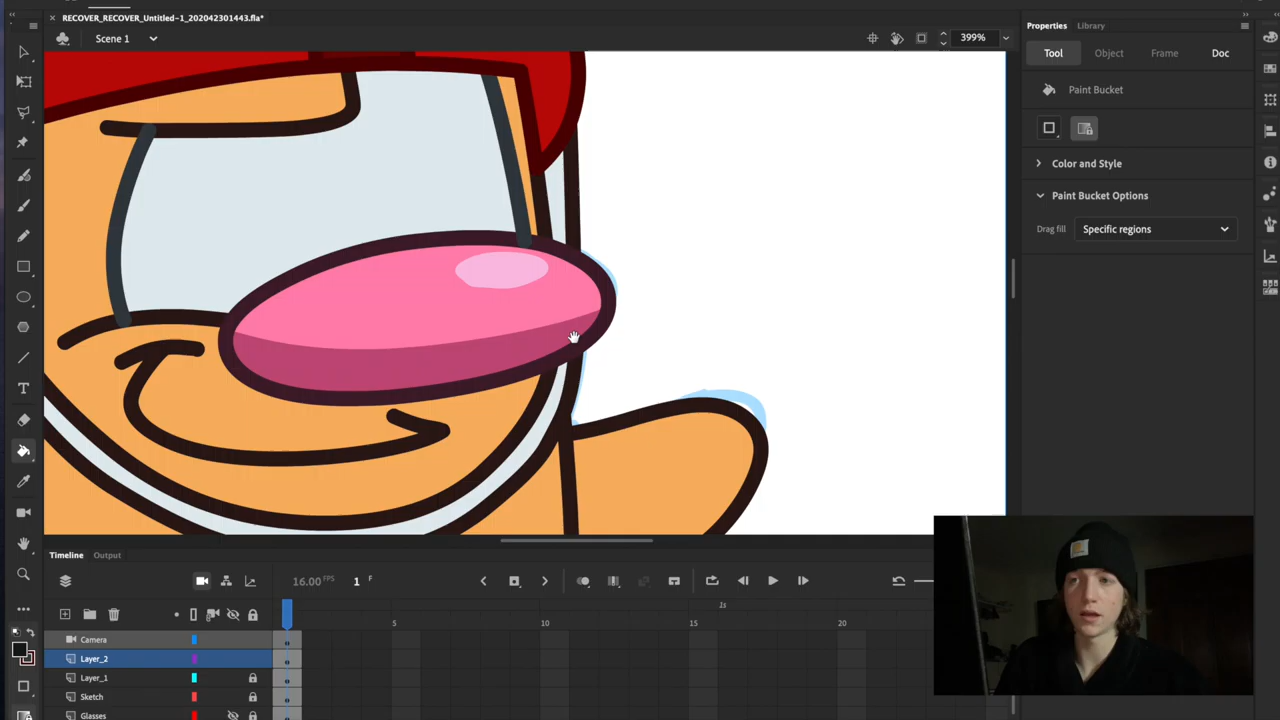 RECOVER_RECOVER_Untitled-1_202042301443.fla*
Scene 1
399%
Properties
Library
Tool
Object
Frame
Doc
Paint Bucket
Color and Style
Paint Bucket Options
Drag fill
Specific regions
Timeline
Output
16.00 FPS
1 F
1s
5
10
15
20
Camera
Layer_2
Layer_1
Sketch
Glasses